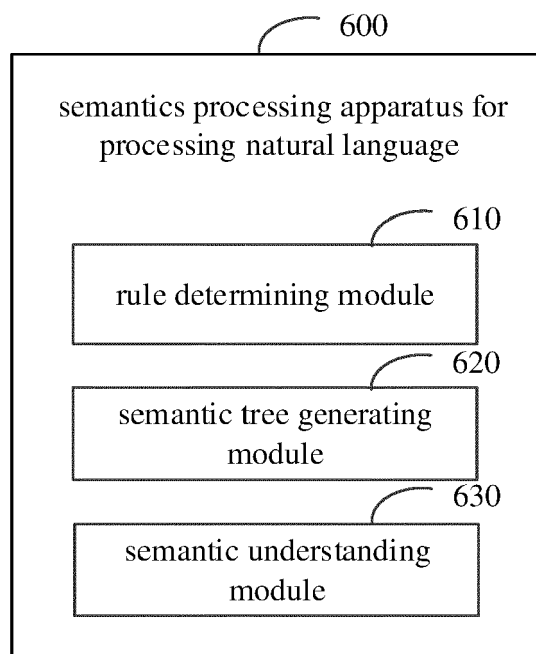 600
semantics processing apparatus for
processing natural language
610
rule determining module
620
semantic tree generating
module
630
semantic understanding
module